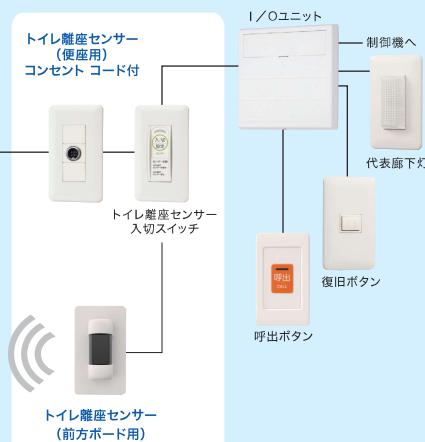 トイレ離座センサー
(便座用)
コンセント コード付
I/Oユニット
制御機へ
代表廊下灯
入/切
トイレ離座センサー
入切スイッチ
呼出
CALL
復旧ボタン
呼出ボタン
トイレ離座センサー
(前方ボード用)